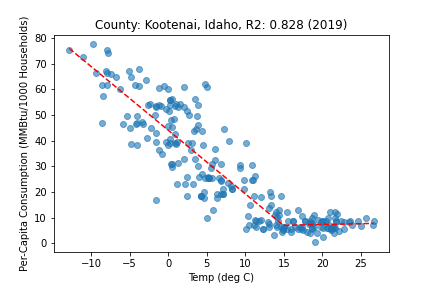 County: Kootenai, Idaho, R2: 0.828 (2019)
Per-Capita Consumption (MMBtu/1000 Households)
80
70
60
50
40
30
20
10
0
−10 −5 0 5 10 15 20 25
Temp (deg C)